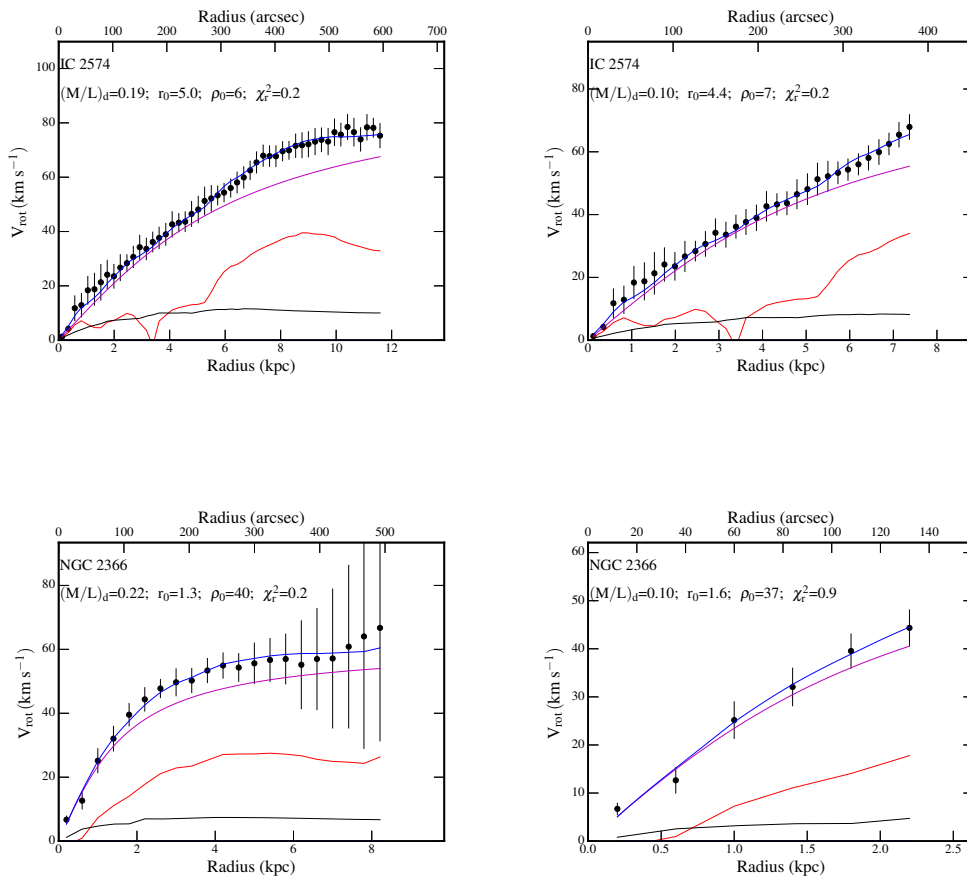 Radius (arcsec)
0 100 200 300 400 500 600 700
IC 2574
(M/L)d=0.19; r0=5.0; ρ0=6; χr²=0.2
Vrot(km s⁻¹)
100
80
60
40
20
0
0 2 4 6 8 10 12
Radius (kpc)
Radius (arcsec)
0 100 200 300 400
IC 2574
(M/L)d=0.10; r0=4.4; ρ0=7; χr²=0.2
Vrot(km s⁻¹)
80
60
40
20
0
0 1 2 3 4 5 6 7 8
Radius (kpc)
Radius (arcsec)
0 100 200 300 400 500
NGC 2366
(M/L)d=0.22; r0=1.3; ρ0=40; χr²=0.2
Vrot(km s⁻¹)
80
60
40
20
0
0 2 4 6 8
Radius (kpc)
Radius (arcsec)
0 20 40 60 80 100 120 140
NGC 2366
(M/L)d=0.10; r0=1.6; ρ0=37; χr²=0.9
Vrot(km s⁻¹)
60
50
40
30
20
10
0
0.0 0.5 1.0 1.5 2.0 2.5
Radius (kpc)